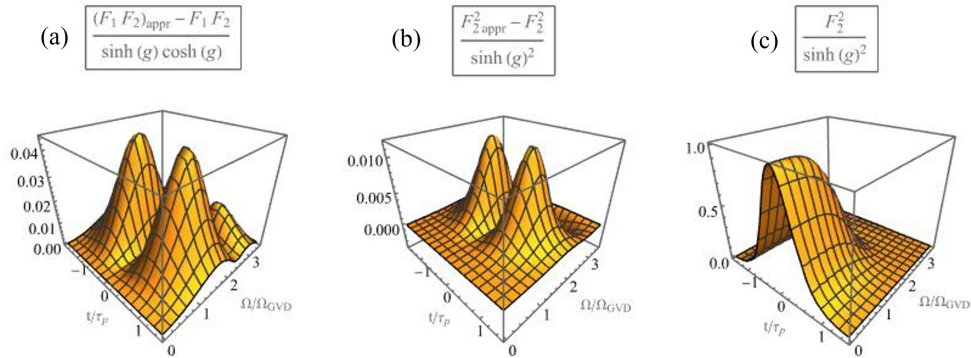 (a)
(F₁ F₂)appr − F₁ F₂
sinh (g) cosh (g)
0.04
0.03
0.02
0.01
0.00
−1
0
1
t/τp
0
1
2
3
Ω/ΩGVD
(b)
F²₂ appr − F²₂
sinh (g)²
0.010
0.005
0.000
−1
0
1
t/τp
0
1
2
3
Ω/ΩGVD
(c)
F²₂
sinh (g)²
1.0
0.5
0.0
−1
0
1
t/τp
0
1
2
3
Ω/ΩGVD